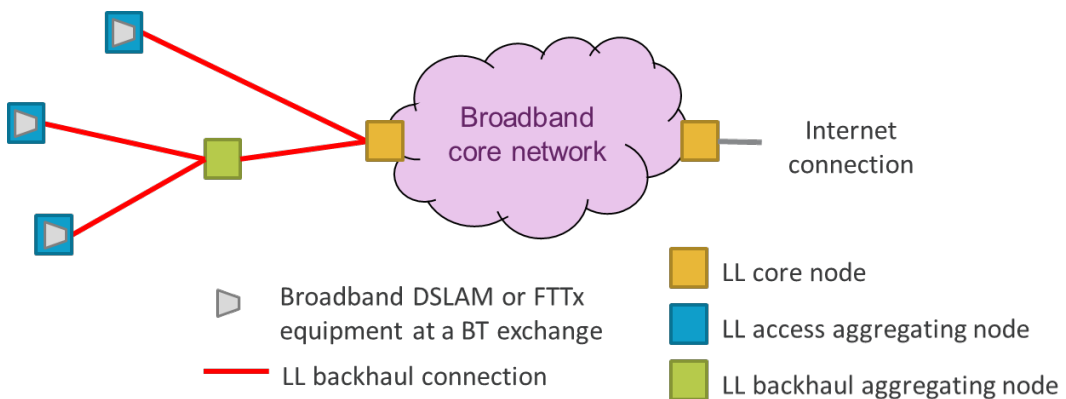 Broadband
core network
Internet
connection
Broadband DSLAM or FTTx
equipment at a BT exchange
LL backhaul connection
LL core node
LL access aggregating node
LL backhaul aggregating node